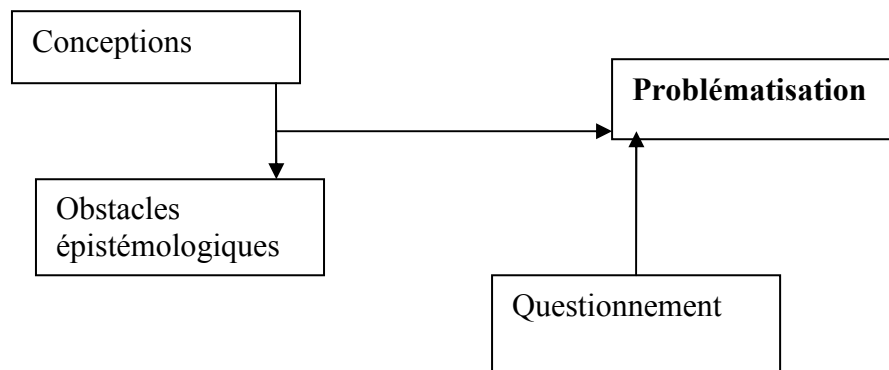 Conceptions
Problématisation
Obstacles
épistémologiques
Questionnement